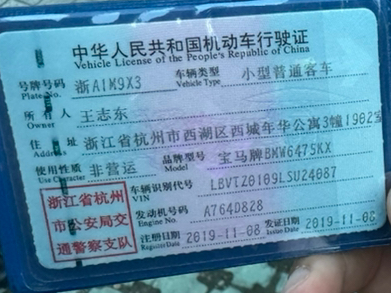 中华人民共和国机动车行驶证
Vehicle License of the People's Republic of China
号牌号码 浙A1M9X3 车辆类型 小型普通客车
Plate No. Vehicle Type
所有人 王志东
Owner
住址 浙江省杭州市西湖区西城年华公寓3幢1902室
Address
使用性质 非营运 品牌型号 宝马牌BMW6475KX
Use Character Model
浙江省杭州市公安局交通警察支队
车辆识别代号 LBVTZ0109LSU24087
VIN
发动机号码 A764D828
Engine No.
注册日期 2019-11-08 发证日期 2019-11-08
Register Date Issue Date